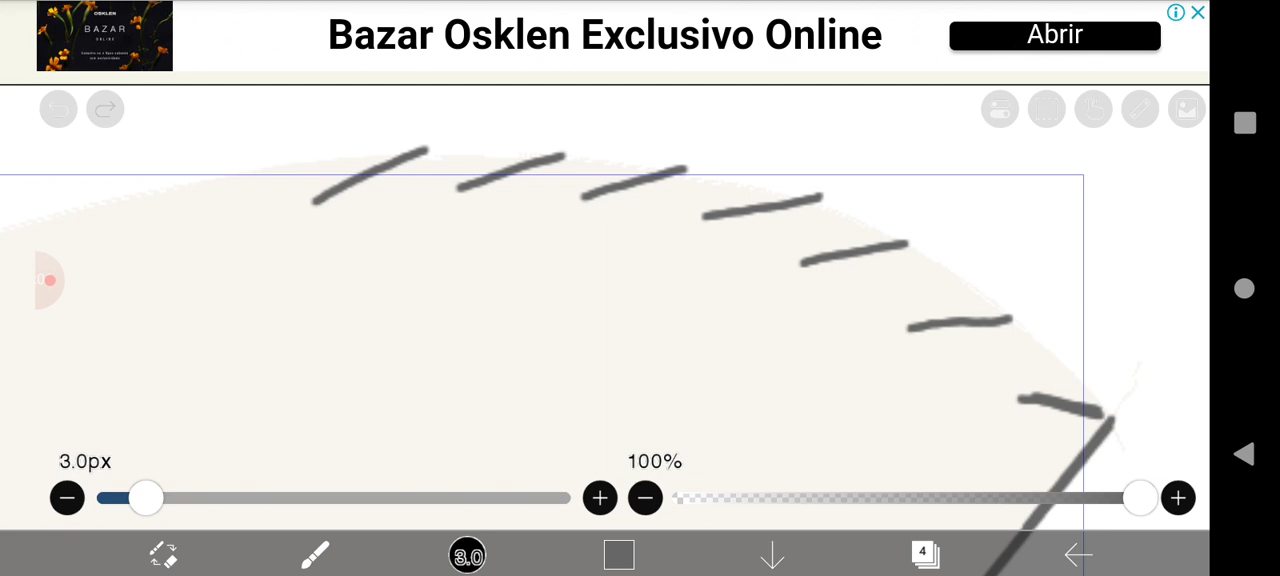 OSKLEN
BAZAR
ONLINE
Bazar Osklen Exclusivo Online
Abrir
3.0px
100%
3.0
4